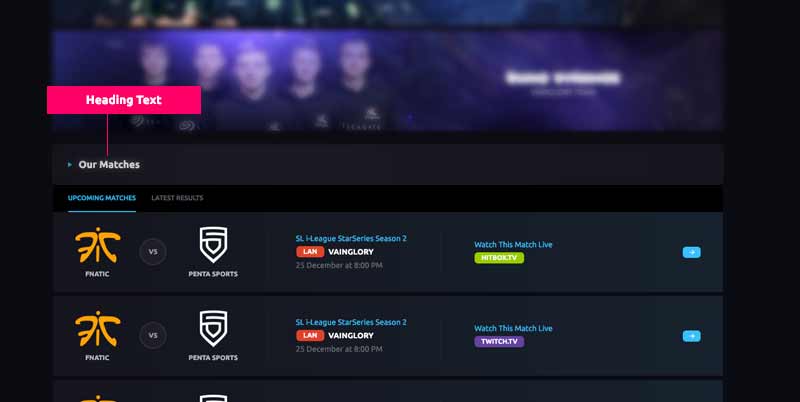 Heading Text
Our Matches
UPCOMING MATCHES LATEST RESULTS
FNATIC
VS
PENTA SPORTS
SL i-League StarSeries Season 2
LAN VAINGLORY
25 December at 8:00 PM
Watch This Match Live
HITBOX.TV
FNATIC
VS
PENTA SPORTS
SL i-League StarSeries Season 2
LAN VAINGLORY
25 December at 8:00 PM
Watch This Match Live
TWITCH.TV